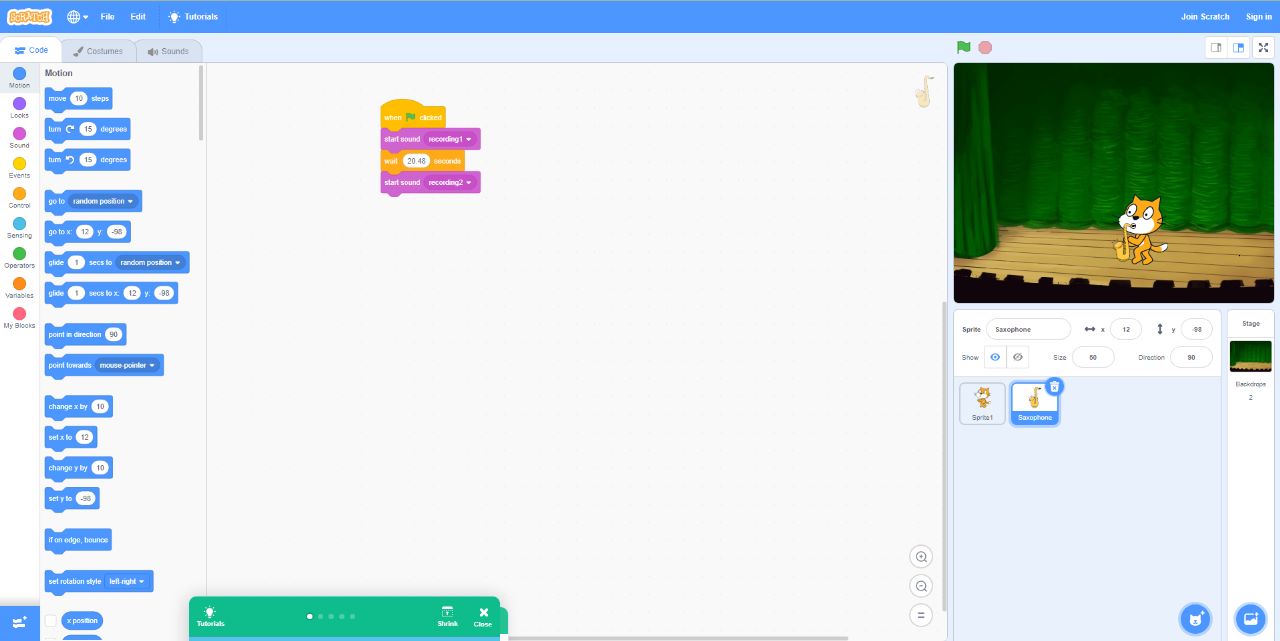 SCRATCH
File
Edit
Tutorials
Join Scratch
Sign in
Code
Costumes
Sounds
Motion
Looks
Sound
Events
Control
Sensing
Operators
Variables
My Blocks
Motion
move 10 steps
turn 15 degrees
turn 15 degrees
go to random position
go to x: 12 y: -98
glide 1 secs to random position
glide 1 secs to x: 12 y: -98
point in direction 90
point towards mouse-pointer
change x by 10
set x to 12
change y by 10
set y to -98
if on edge, bounce
set rotation style left-right
x position
when clicked
start sound recording1
wait 20.48 seconds
start sound recording2
Tutorials
Shrink
Close
Sprite Saxophone x 12 y -98
Show Size 60 Direction 90
Sprite1
Saxophone
Stage
Backdrops
2